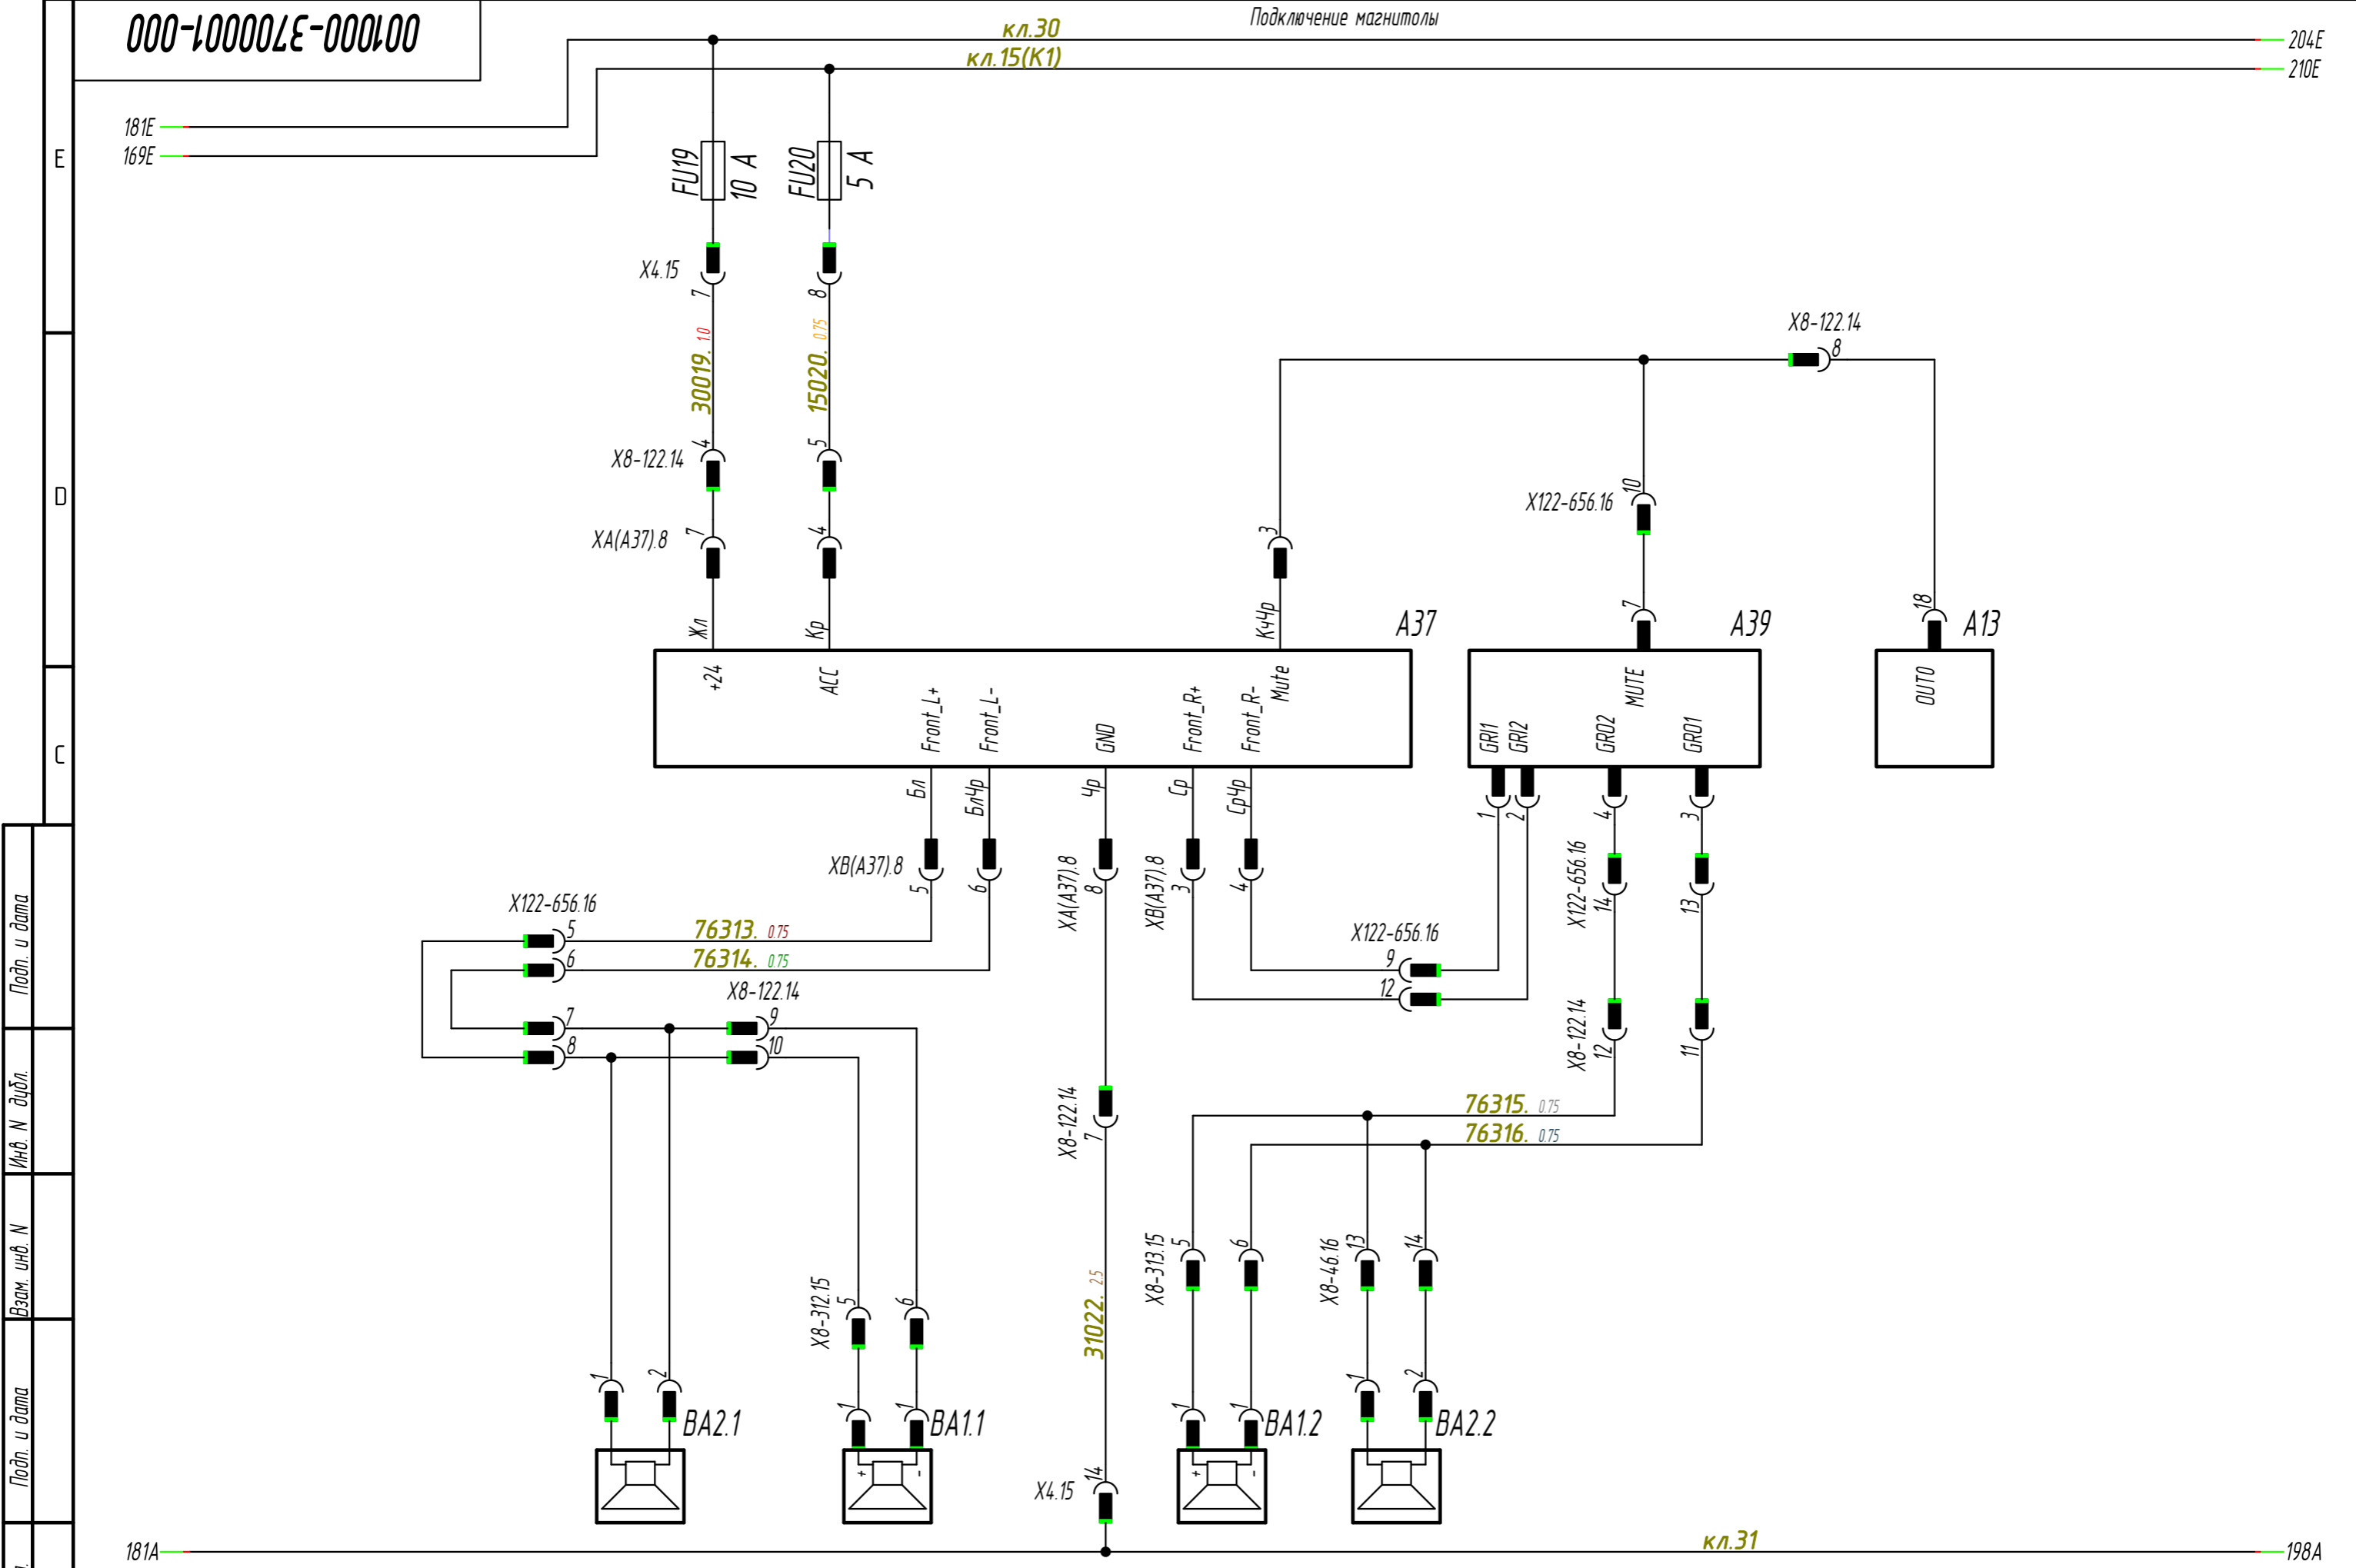 001000-3700001-000
Подключение магнитолы
кл.30
204E
кл.15(К1)
210E
181E
169E
E
FU19
10 А
FU20
5 А
X4.15
7
8
30019. 1.0
15020. 0.75
X8-122.14
8
D
X8-122.14
4
5
X122-656.16
10
XA(A37).8
7
4
3
7
18
Жл
Кр
КчЧр
A37
A39
A13
+24
ACC
Front_L+
Front_L-
GND
Front_R+
Front_R-
Mute
GRI1
GRI2
GRO2
MUTE
GRO1
OUTO
C
Бл
БлЧр
Чр
Ср
СрЧр
1
2
4
3
XB(A37).8
5
6
XA(A37).8
8
XB(A37).8
3
4
X122-656.16
14
13
X122-656.16
5
76313. 0.75
6
76314. 0.75
X122-656.16
9
12
X8-122.14
7
9
8
10
X8-122.14
12
11
X8-122.14
7
76315. 0.75
76316. 0.75
X8-312.15
5
6
31022. 2.5
X8-313.15
5
6
X8-46.16
13
14
1
2
BA2.1
1
1
BA1.1
1
1
BA1.2
1
2
BA2.2
+
-
+
-
X4.15
14
181A
кл.31
198A
Подп. и дата
Инв. N дубл.
Взам. инв. N
Подп. и дата